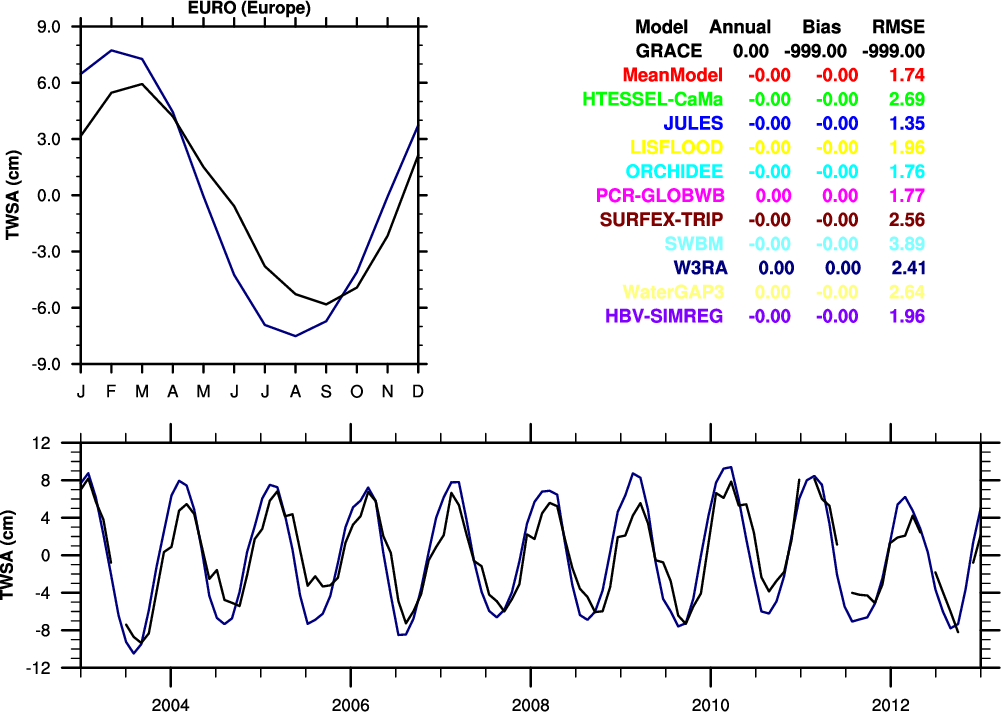 EURO (Europe)
9.0
6.0
3.0
0.0
-3.0
-6.0
-9.0
TWSA (cm)
J F M A M J J A S O N D
Model Annual Bias RMSE
GRACE 0.00 -999.00 -999.00
MeanModel -0.00 -0.00 1.74
HTESSEL-CaMa -0.00 -0.00 2.69
JULES -0.00 -0.00 1.35
LISFLOOD -0.00 -0.00 1.96
ORCHIDEE -0.00 -0.00 1.76
PCR-GLOBWB 0.00 0.00 1.77
SURFEX-TRIP -0.00 -0.00 2.56
SWBM -0.00 -0.00 3.89
W3RA 0.00 0.00 2.41
WaterGAP3 0.00 -0.00 2.64
HBV-SIMREG -0.00 -0.00 1.96
12
8
4
0
-4
-8
-12
TWSA (cm)
2004 2006 2008 2010 2012